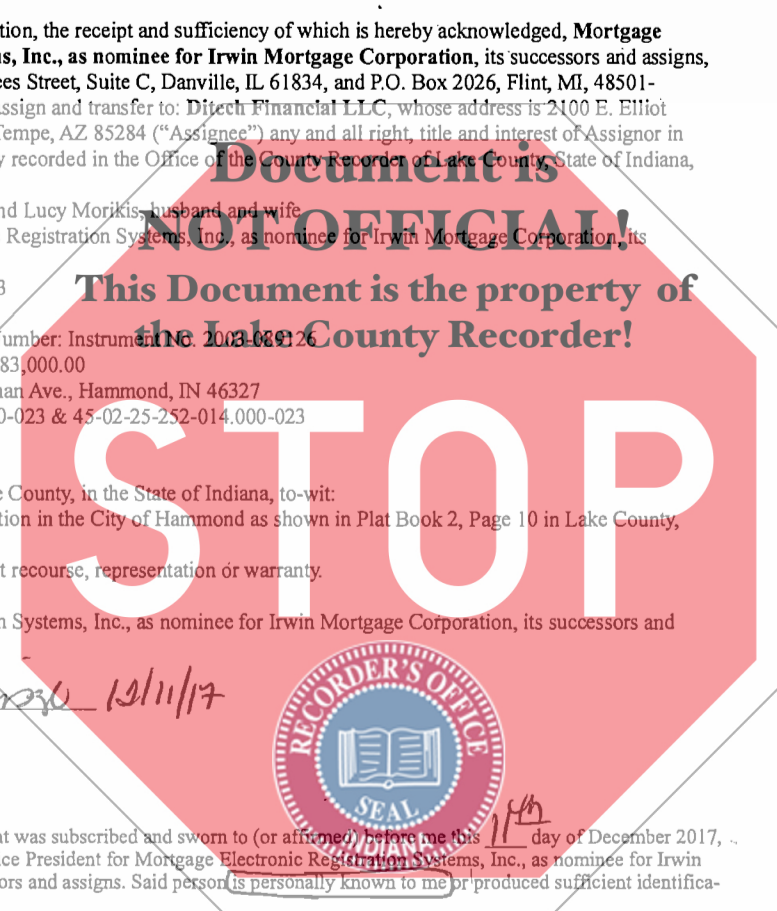 tion, the receipt and sufficiency of which is hereby acknowledged, Mortgage
s, Inc., as nominee for Irwin Mortgage Corporation, its successors and assigns,
es Street, Suite C, Danville, IL 61834, and P.O. Box 2026, Flint, MI, 48501-
ssign and transfer to: Ditech Financial LLC, whose address is 2100 E. Elliot
empe, AZ 85284 (“Assignee”) any and all right, title and interest of Assignor in
y recorded in the Office of the County Recorder of Lake County, State of Indiana,
Document is
nd Lucy Morikis, husband and wife
NOT OFFICIAL!
Registration Systems, Inc., as nominee for Irwin Mortgage Corporation, its
This Document is the property of
3
the Lake County Recorder!
umber: Instrument No. 2003-089126
83,000.00
nan Ave., Hammond, IN 46327
0-023 & 45-02-25-252-014.000-023
STOP
e County, in the State of Indiana, to-wit:
tion in the City of Hammond as shown in Plat Book 2, Page 10 in Lake County,
t recourse, representation or warranty.
n Systems, Inc., as nominee for Irwin Mortgage Corporation, its successors and
12/11/17
RECORDER'S OFFICE
SEAL
INDIANA
t was subscribed and sworn to (or affirmed) before me this 11th day of December 2017,
ice President for Mortgage Electronic Registration Systems, Inc., as nominee for Irwin
ors and assigns. Said person is personally known to me or produced sufficient identifica-